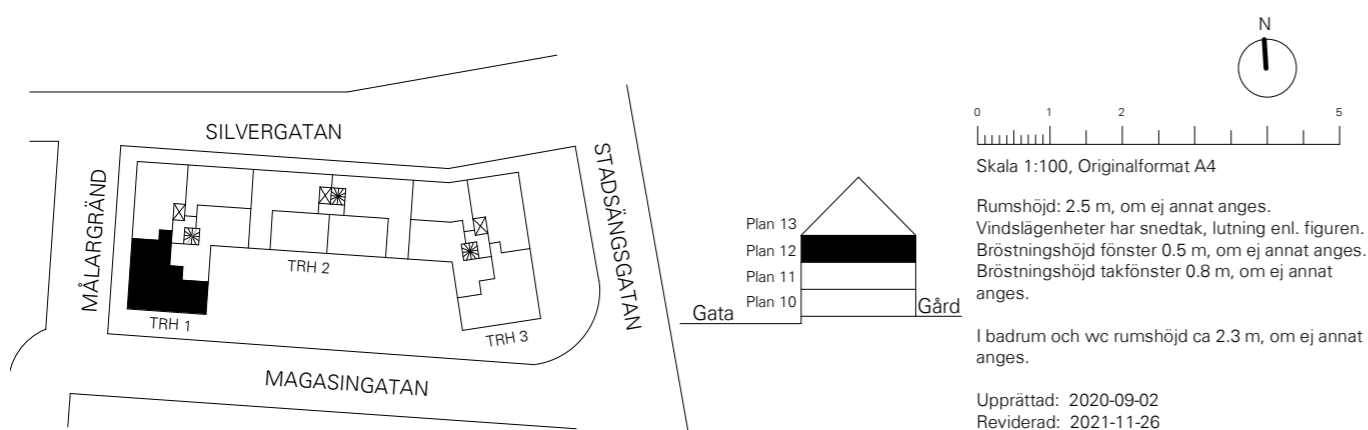 SILVERGATAN
MÅLARGRÄND
STADSÄNGSGATAN
TRH 2
TRH 1
TRH 3
MAGASINGATAN
Plan 13
Plan 12
Plan 11
Plan 10
Gata
Gård
N
0 1 2 5
Skala 1:100, Originalformat A4
Rumshöjd: 2.5 m, om ej annat anges.
Vindslägenheter har snedtak, lutning enl. figuren.
Bröstningshöjd fönster 0.5 m, om ej annat anges.
Bröstningshöjd takfönster 0.8 m, om ej annat
anges.
I badrum och wc rumshöjd ca 2.3 m, om ej annat
anges.
Upprättad: 2020-09-02
Reviderad: 2021-11-26